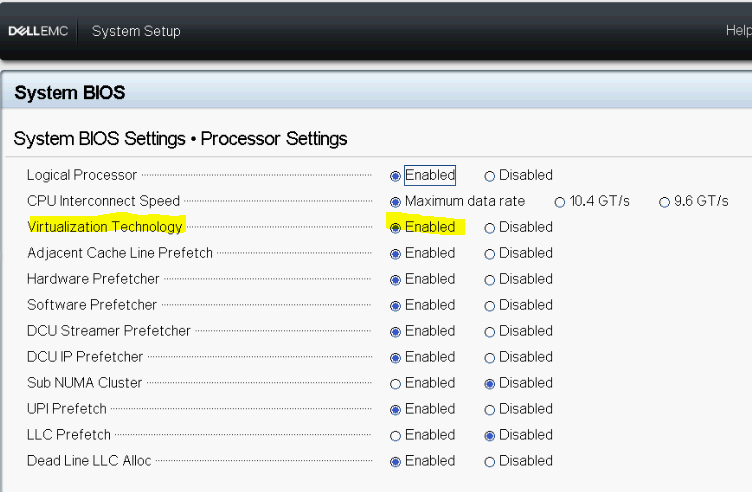 DELLEMC System Setup Help
System BIOS
System BIOS Settings • Processor Settings
Logical Processor Enabled Disabled
CPU Interconnect Speed Maximum data rate 10.4 GT/s 9.6 GT/s
Virtualization Technology Enabled Disabled
Adjacent Cache Line Prefetch Enabled Disabled
Hardware Prefetcher Enabled Disabled
Software Prefetcher Enabled Disabled
DCU Streamer Prefetcher Enabled Disabled
DCU IP Prefetcher Enabled Disabled
Sub NUMA Cluster Enabled Disabled
UPI Prefetch Enabled Disabled
LLC Prefetch Enabled Disabled
Dead Line LLC Alloc Enabled Disabled